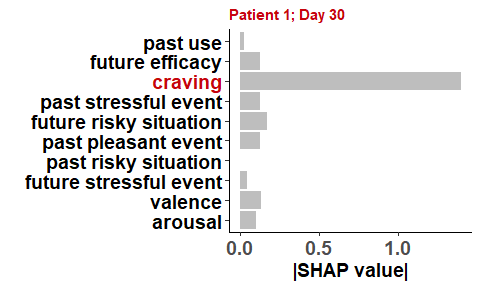 Patient 1; Day 30
past use
future efficacy
craving
past stressful event
future risky situation
past pleasant event
past risky situation
future stressful event
valence
arousal
0.0 0.5 1.0
|SHAP value|